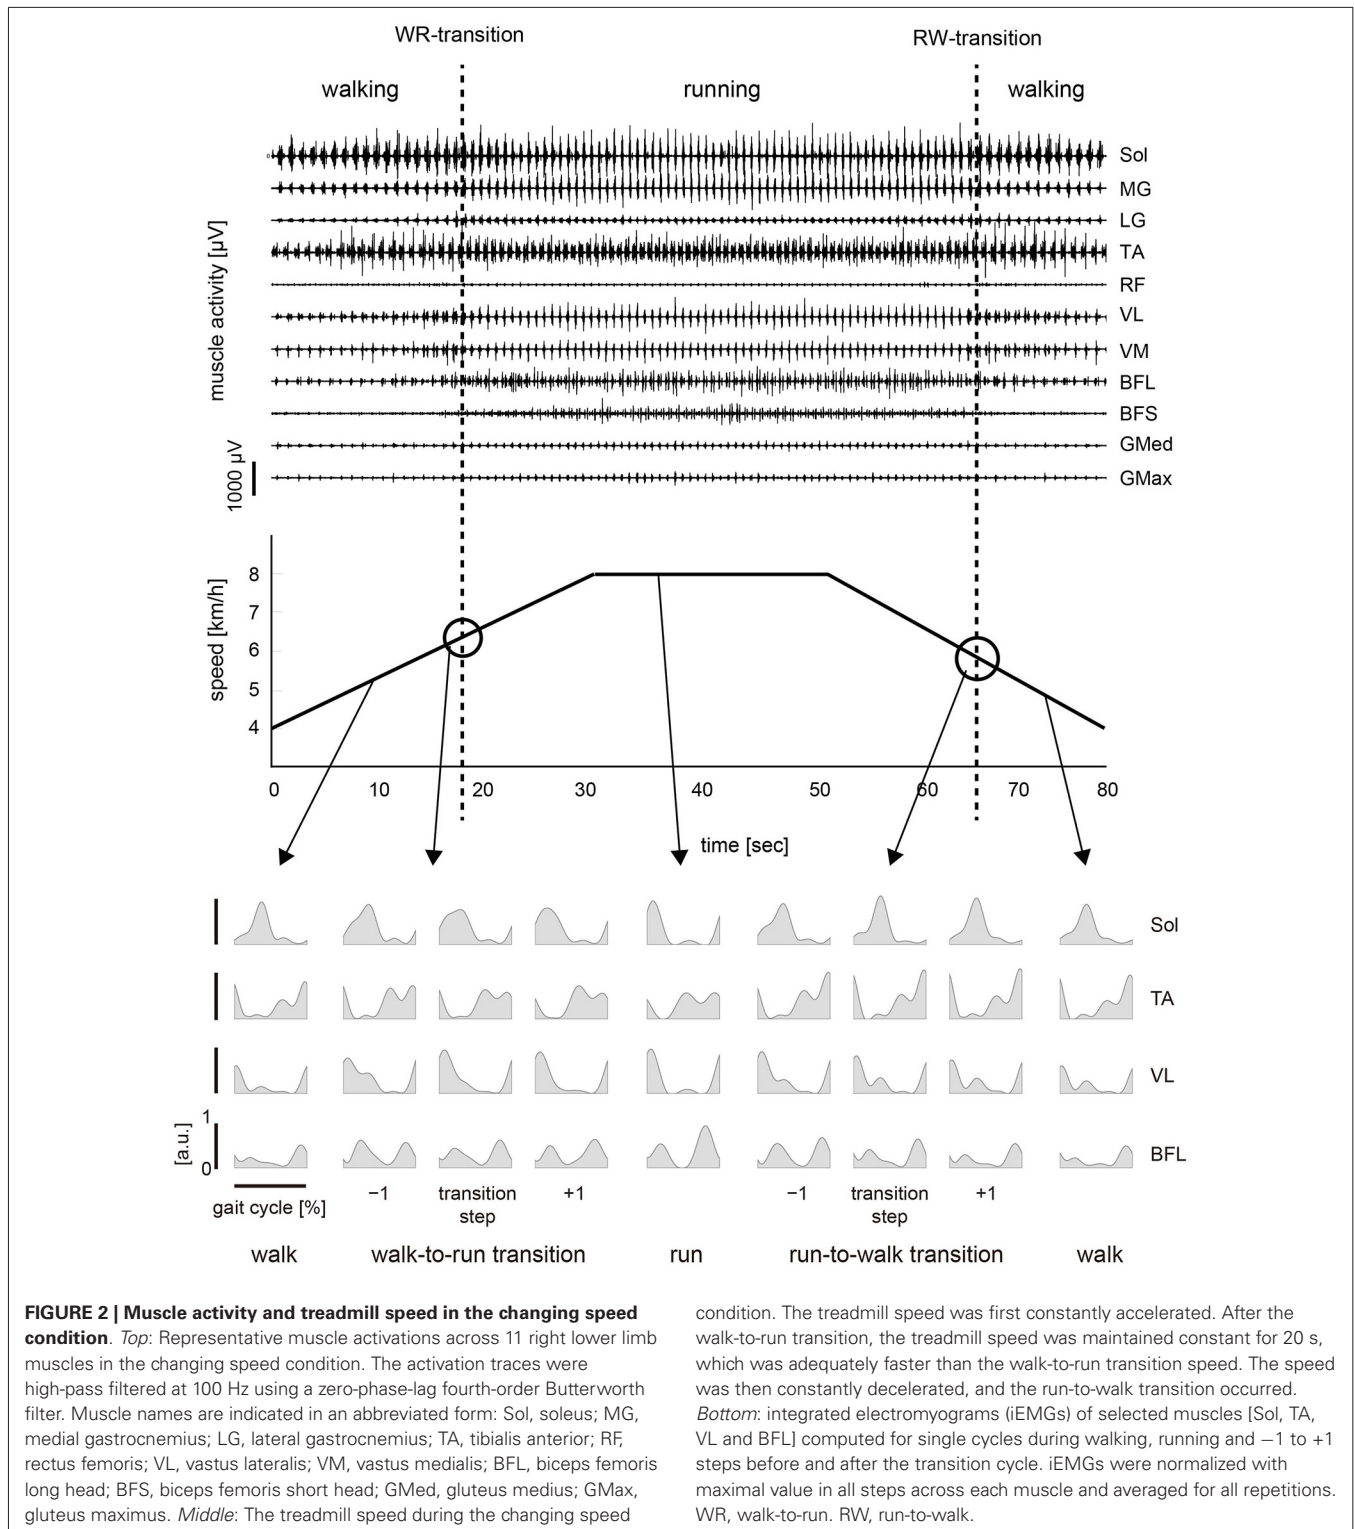 WR-transition
RW-transition
walking
running
walking
0
Sol
MG
LG
TA
RF
VL
VM
BFL
BFS
GMed
GMax
muscle activity [µV]
1000 µV
speed [km/h]
8
7
6
5
4
0 10 20 30 40 50 60 70 80
time [sec]
Sol
TA
VL
BFL
1
0
[a.u.]
gait cycle [%]
−1
transition
step
+1
−1
transition
step
+1
walk
walk-to-run transition
run
run-to-walk transition
walk
FIGURE 2 | Muscle activity and treadmill speed in the changing speed
condition. Top: Representative muscle activations across 11 right lower limb
muscles in the changing speed condition. The activation traces were
high-pass filtered at 100 Hz using a zero-phase-lag fourth-order Butterworth
filter. Muscle names are indicated in an abbreviated form: Sol, soleus; MG,
medial gastrocnemius; LG, lateral gastrocnemius; TA, tibialis anterior; RF,
rectus femoris; VL, vastus lateralis; VM, vastus medialis; BFL, biceps femoris
long head; BFS, biceps femoris short head; GMed, gluteus medius; GMax,
gluteus maximus. Middle: The treadmill speed during the changing speed
condition. The treadmill speed was first constantly accelerated. After the
walk-to-run transition, the treadmill speed was maintained constant for 20 s,
which was adequately faster than the walk-to-run transition speed. The speed
was then constantly decelerated, and the run-to-walk transition occurred.
Bottom: integrated electromyograms (iEMGs) of selected muscles [Sol, TA,
VL and BFL] computed for single cycles during walking, running and −1 to +1
steps before and after the transition cycle. iEMGs were normalized with
maximal value in all steps across each muscle and averaged for all repetitions.
WR, walk-to-run. RW, run-to-walk.